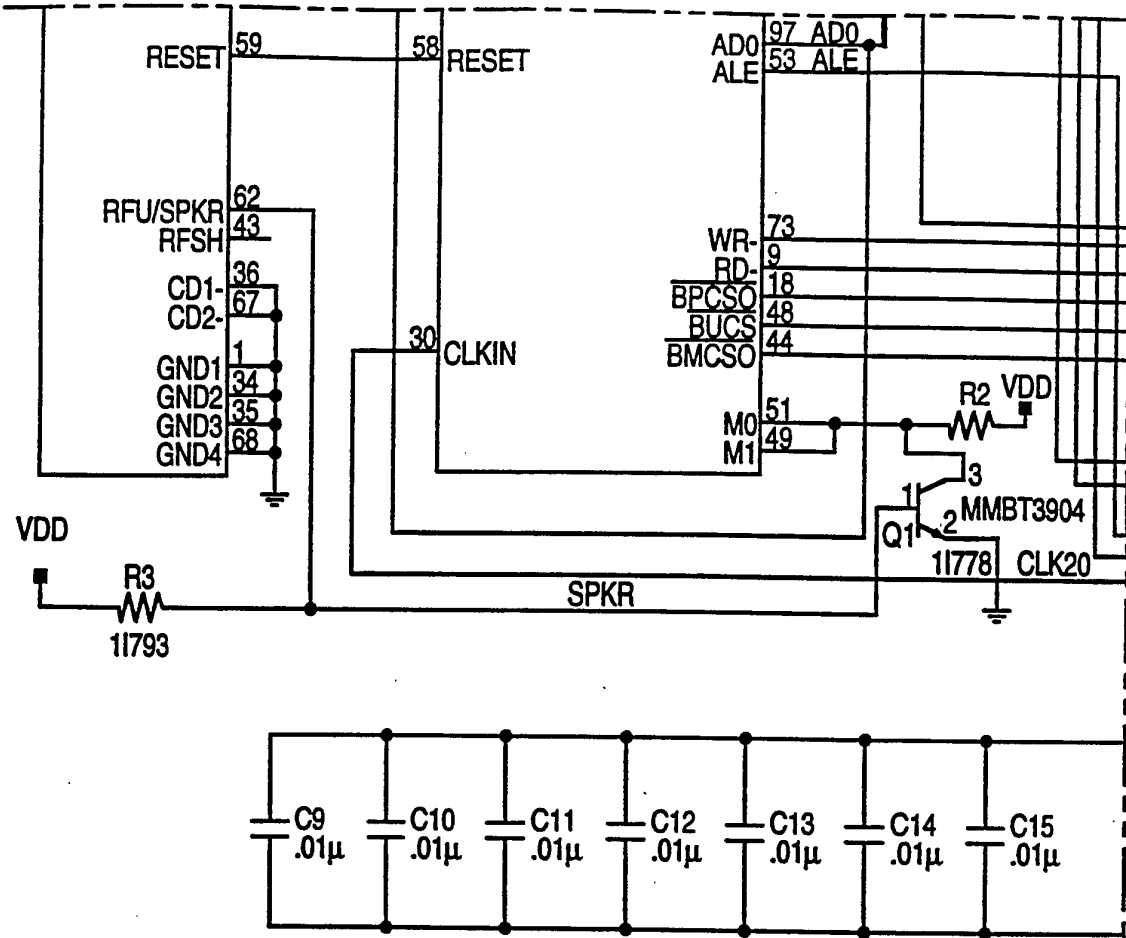 RESET 59
58 RESET
AD0 97 AD0
ALE 53 ALE
RFU/SPKR 62
RFSH 43
CD1- 36
CD2- 67
GND1 1
GND2 34
GND3 35
GND4 68
30 CLKIN
WR- 73
RD- 9
BPCSO 18
BUCS 48
BMCSO 44
M0 51
M1 49
R2 VDD
1 3
2 MMBT3904
Q1
11778 CLK20
VDD
R3
11793
SPKR
C9 C10 C11 C12 C13 C14 C15
.01µ .01µ .01µ .01µ .01µ .01µ .01µ